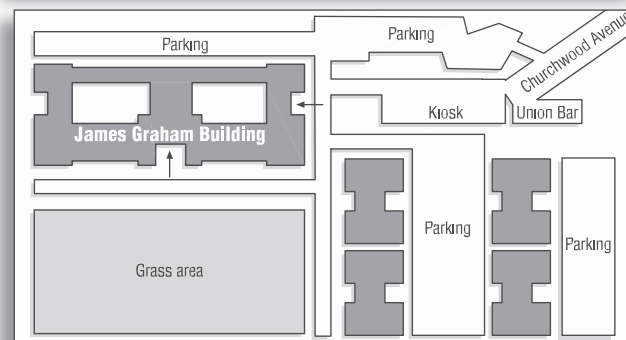 Parking
Parking
Churchwood Avenue
Kiosk
Union Bar
James Graham Building
Parking
Parking
Grass area